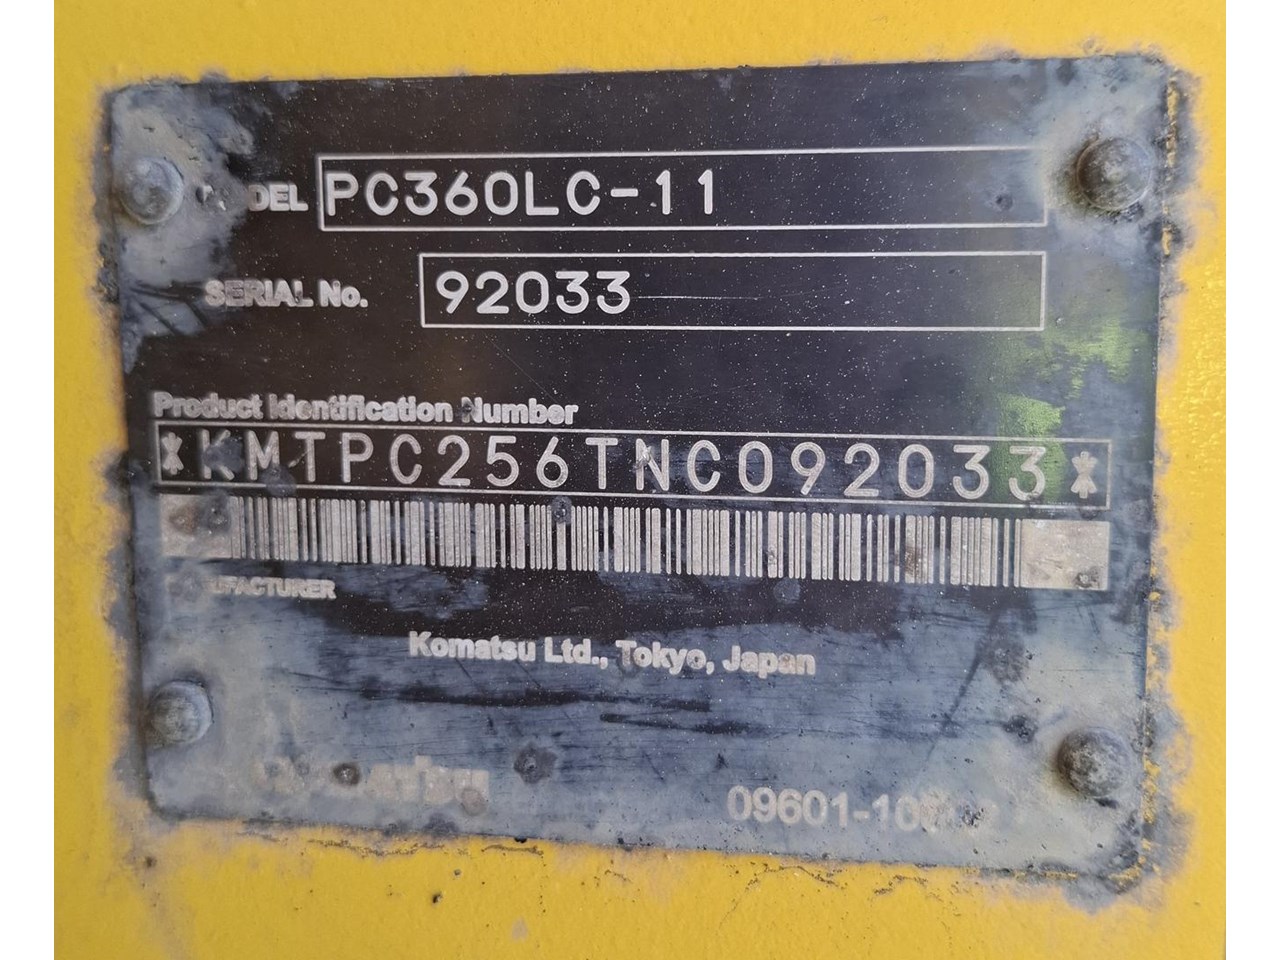 PC360LC-11
SERIAL No. 92033
Product Identification Number
*KMTPC256TNC092033*
Komatsu Ltd., Tokyo, Japan